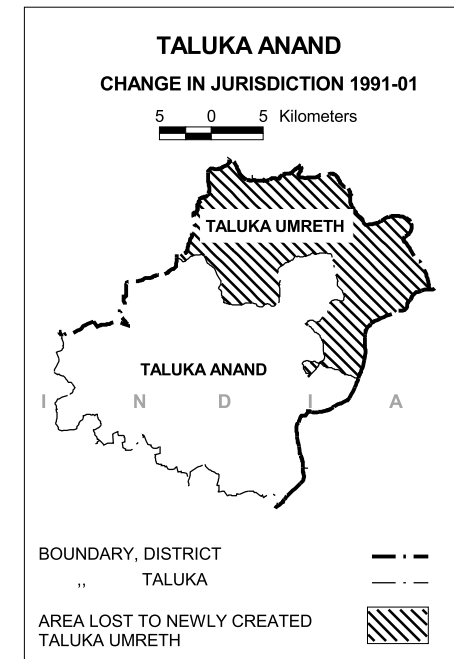 TALUKA ANAND
CHANGE IN JURISDICTION 1991-01
5 0 5 Kilometers
TALUKA UMRETH
TALUKA ANAND
I N D I A
BOUNDARY, DISTRICT
,, TALUKA
AREA LOST TO NEWLY CREATED
TALUKA UMRETH